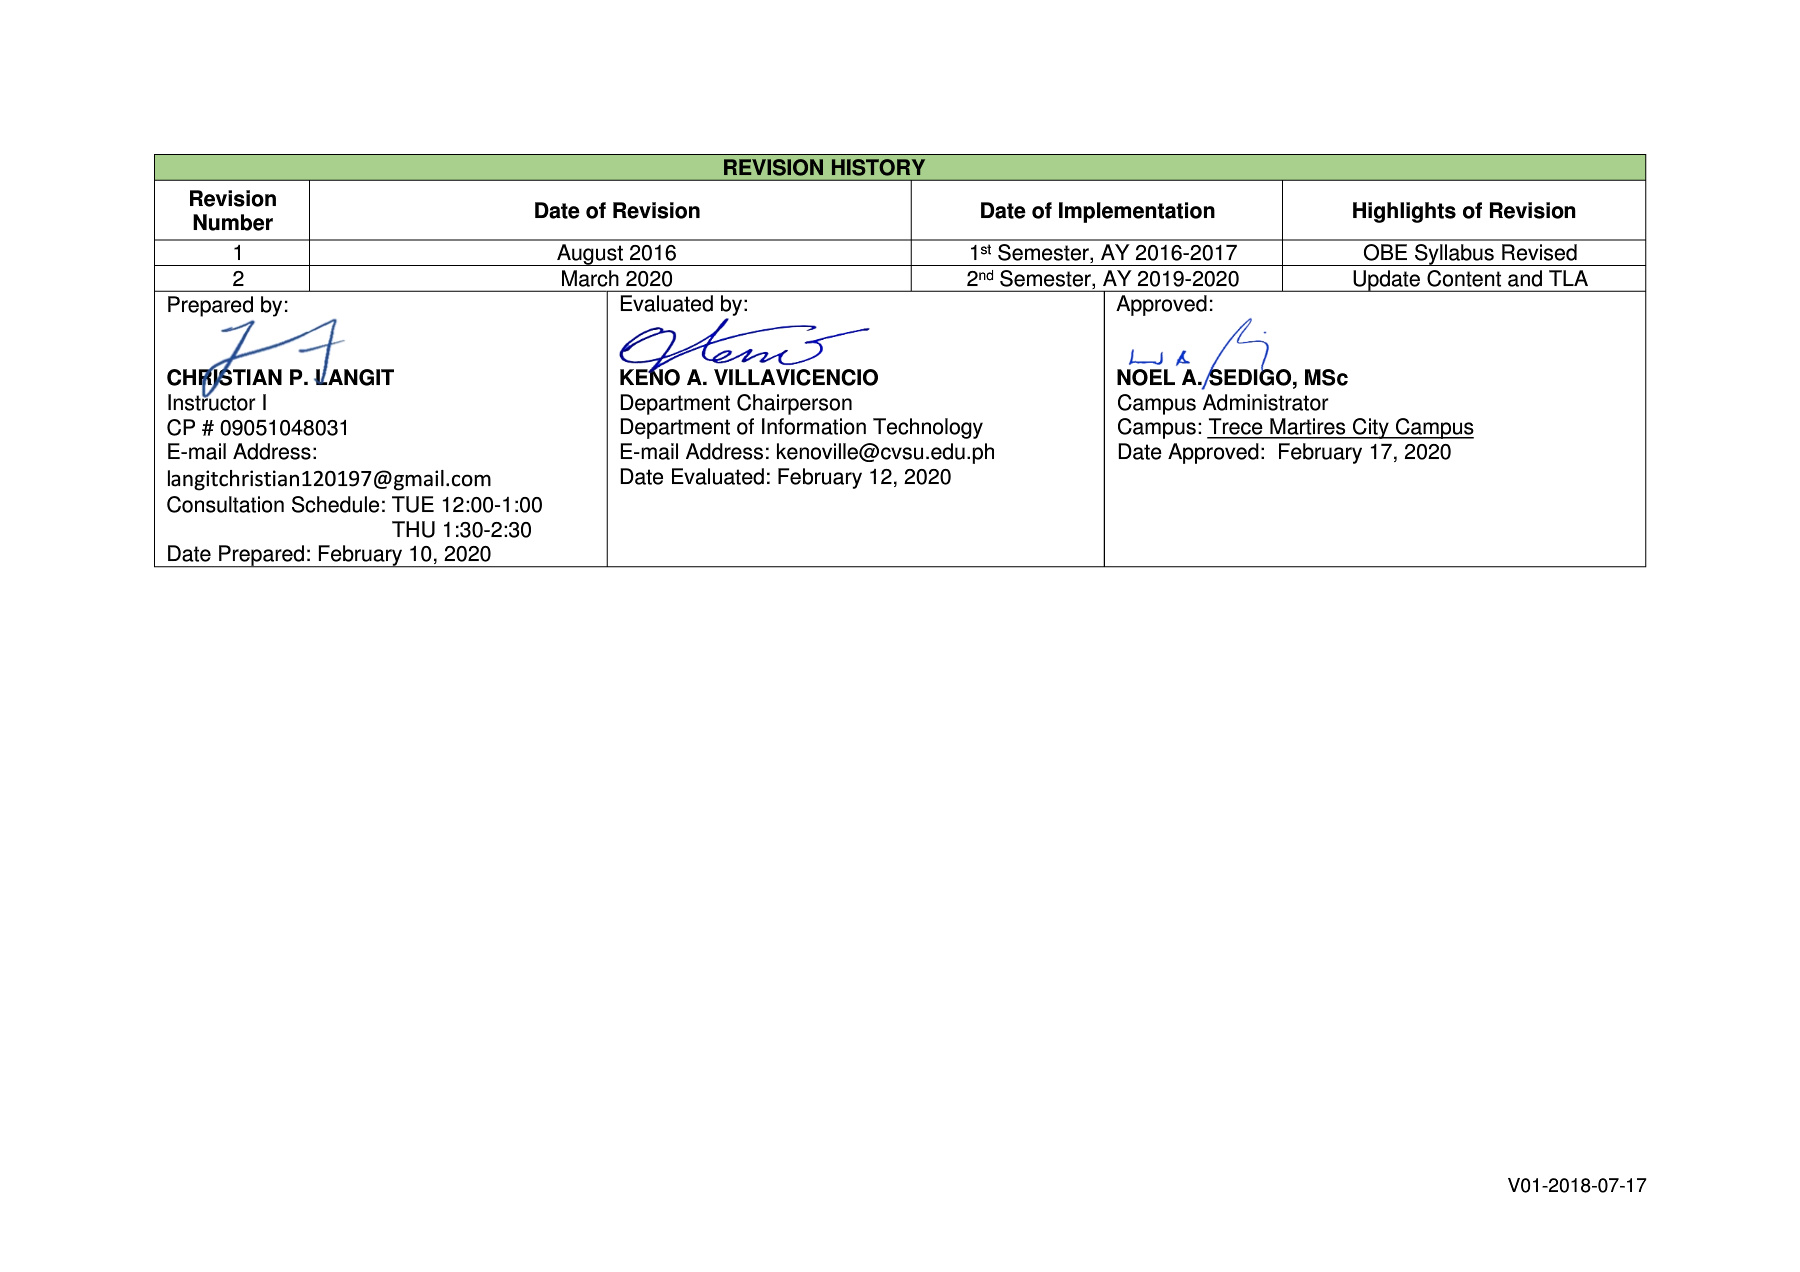 REVISION HISTORY
Revision Number Date of Revision Date of Implementation Highlights of Revision
1 August 2016 1st Semester, AY 2016-2017 OBE Syllabus Revised
2 March 2020 2nd Semester, AY 2019-2020 Update Content and TLA
Prepared by:
CHRISTIAN P. LANGIT
Instructor I
CP # 09051048031
E-mail Address:
langitchristian120197@gmail.com
Consultation Schedule: TUE 12:00-1:00
THU 1:30-2:30
Date Prepared: February 10, 2020
Evaluated by:
KENO A. VILLAVICENCIO
Department Chairperson
Department of Information Technology
E-mail Address: kenoville@cvsu.edu.ph
Date Evaluated: February 12, 2020
Approved:
NOEL A. SEDIGO, MSc
Campus Administrator
Campus: Trece Martires City Campus
Date Approved: February 17, 2020
V01-2018-07-17